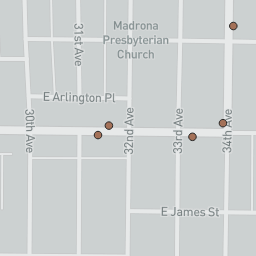 Madrona
Presbyterian
Church
31st Ave
E Arlington Pl
30th Ave
32nd Ave
33rd Ave
34th Ave
E James St